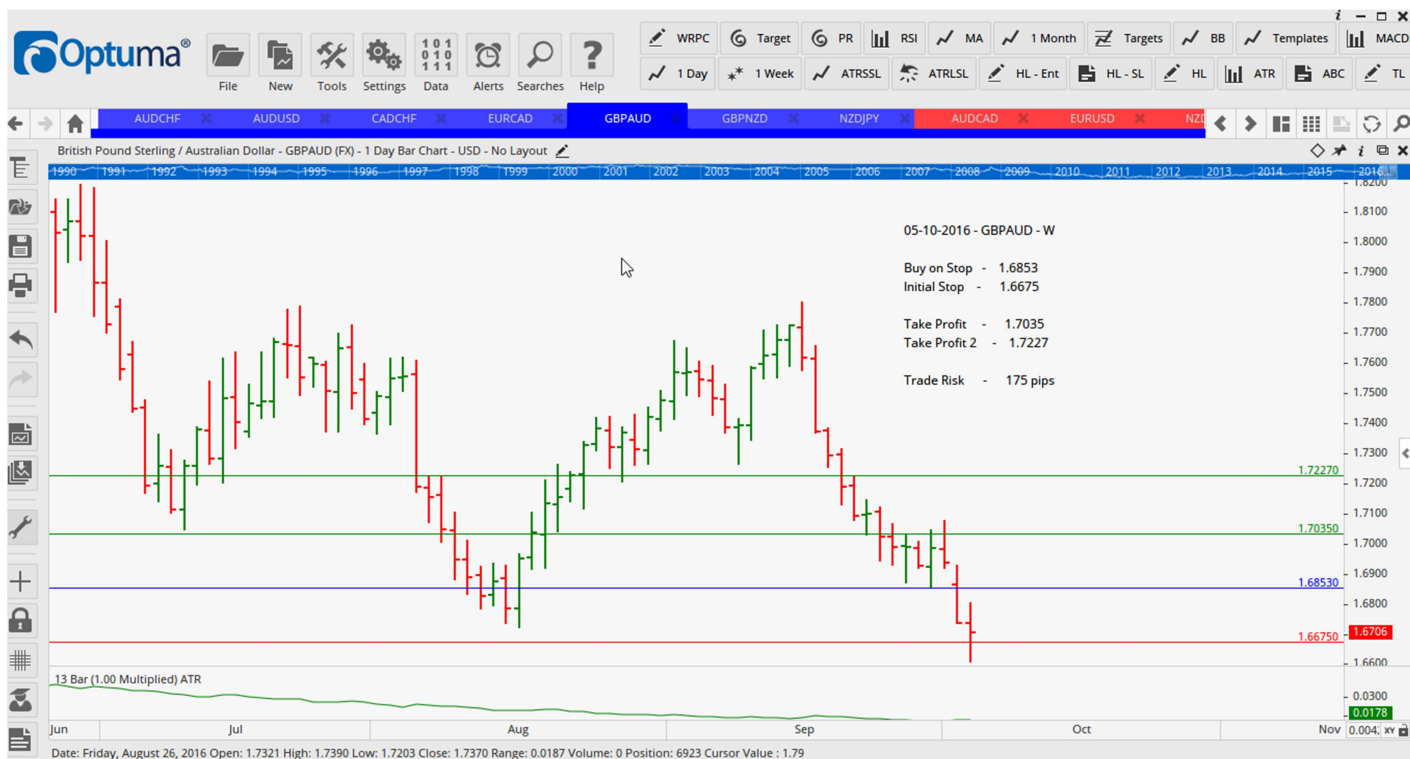 i
Optuma®
File
New
Tools
Settings
101
010
111
Data
Alerts
Searches
?
Help
WRPC
Target
PR
RSI
MA
1 Month
Targets
BB
Templates
MACD
1 Day
1 Week
ATRSSL
ATRLSL
HL - Ent
HL - SL
HL
ATR
ABC
TL
AUDCHF
AUDUSD
CADCHF
EURCAD
GBPAUD
GBPNZD
NZDJPY
AUDCAD
EURUSD
NZD
British Pound Sterling / Australian Dollar - GBPAUD (FX) - 1 Day Bar Chart - USD - No Layout
i
1990 1991 1992 1993 1994 1995 1996 1997 1998 1999 2000 2001 2002 2003 2004 2005 2006 2007 2008 2009 2010 2011 2012 2013 2014 2015 2016
1.8200
1.8100
1.8000
1.7900
1.7800
1.7700
1.7600
1.7500
1.7400
1.7300
1.7200
1.7100
1.7000
1.6900
1.6800
1.6706
1.6600
05-10-2016 - GBPAUD - W
Buy on Stop - 1.6853
Initial Stop - 1.6675
Take Profit - 1.7035
Take Profit 2 - 1.7227
Trade Risk - 175 pips
1.72270
1.70350
1.68530
1.66750
13 Bar (1.00 Multiplied) ATR
0.0300
0.0178
Jun Jul Aug Sep Oct Nov
XY
Date: Friday, August 26, 2016 Open: 1.7321 High: 1.7390 Low: 1.7203 Close: 1.7370 Range: 0.0187 Volume: 0 Position: 6923 Cursor Value : 1.79